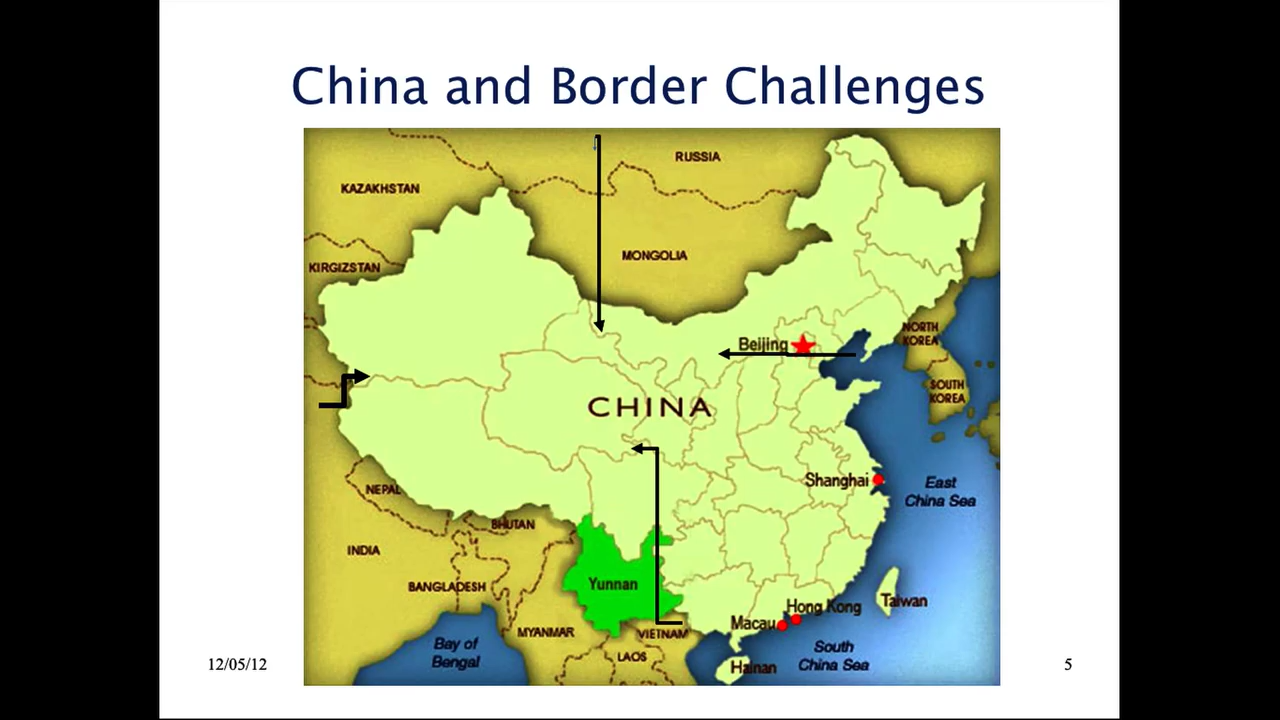 China and Border Challenges
RUSSIA
KAZAKHSTAN
MONGOLIA
KIRGIZSTAN
NORTH
KOREA
Beijing
SOUTH
KOREA
CHINA
Shanghai
East
China Sea
NEPAL
BHUTAN
INDIA
BANGLADESH
Yunnan
Taiwan
Hong Kong
Macau
MYANMAR
VIETNAM
Bay of
Bengal
LAOS
South
China Sea
Hainan
12/05/12
5